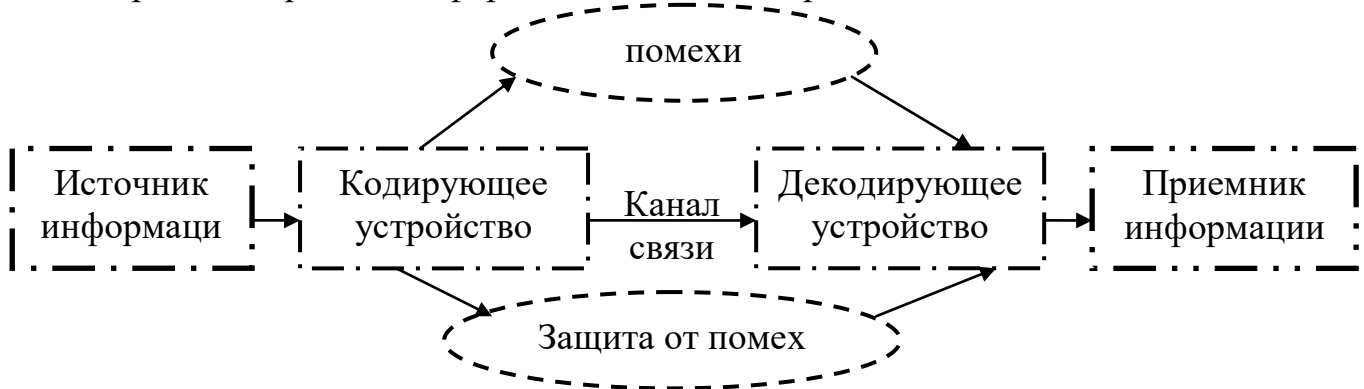 помехи
Источник
информаци
Кодирующее
устройство
Канал
связи
Декодирующее
устройство
Приемник
информации
Защита от помех